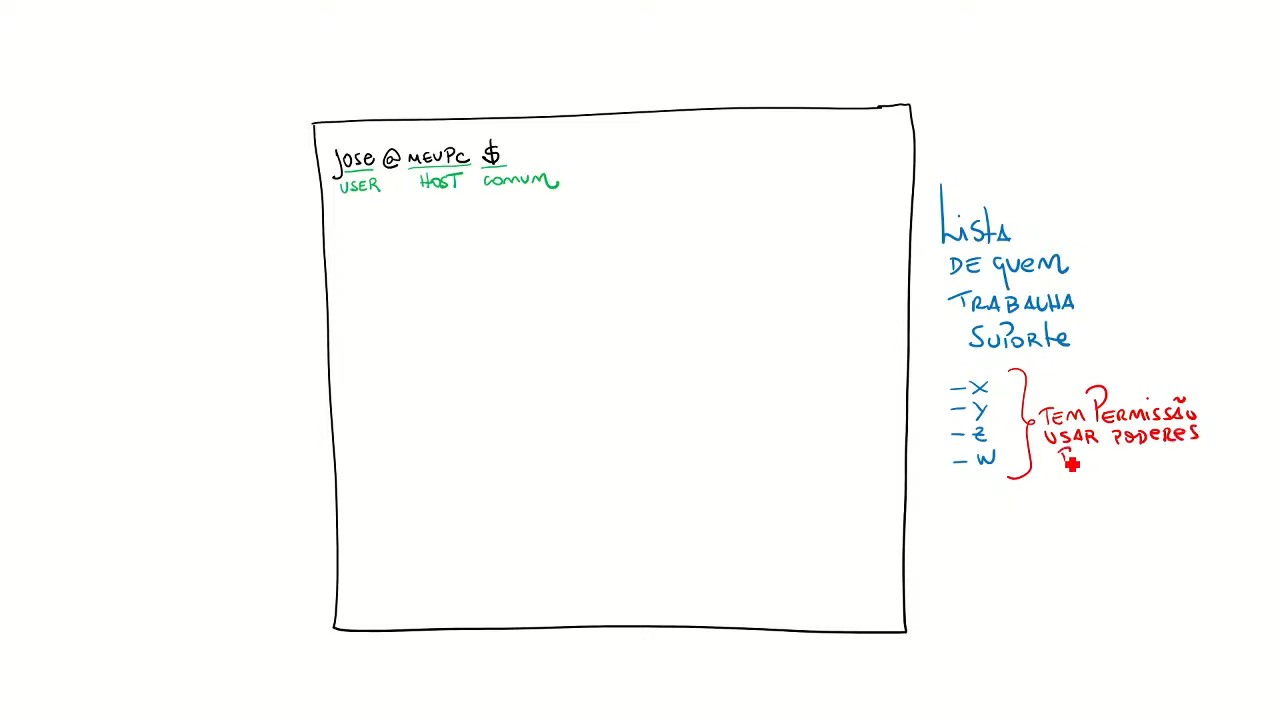 jose @ MEUPC $
USER HOST COMUM
LISTA
DE QUEM
TRABALHA
SUPORTE
- X
- Y
- Z
- W
TEM PERMISSÃO
USAR PODERES